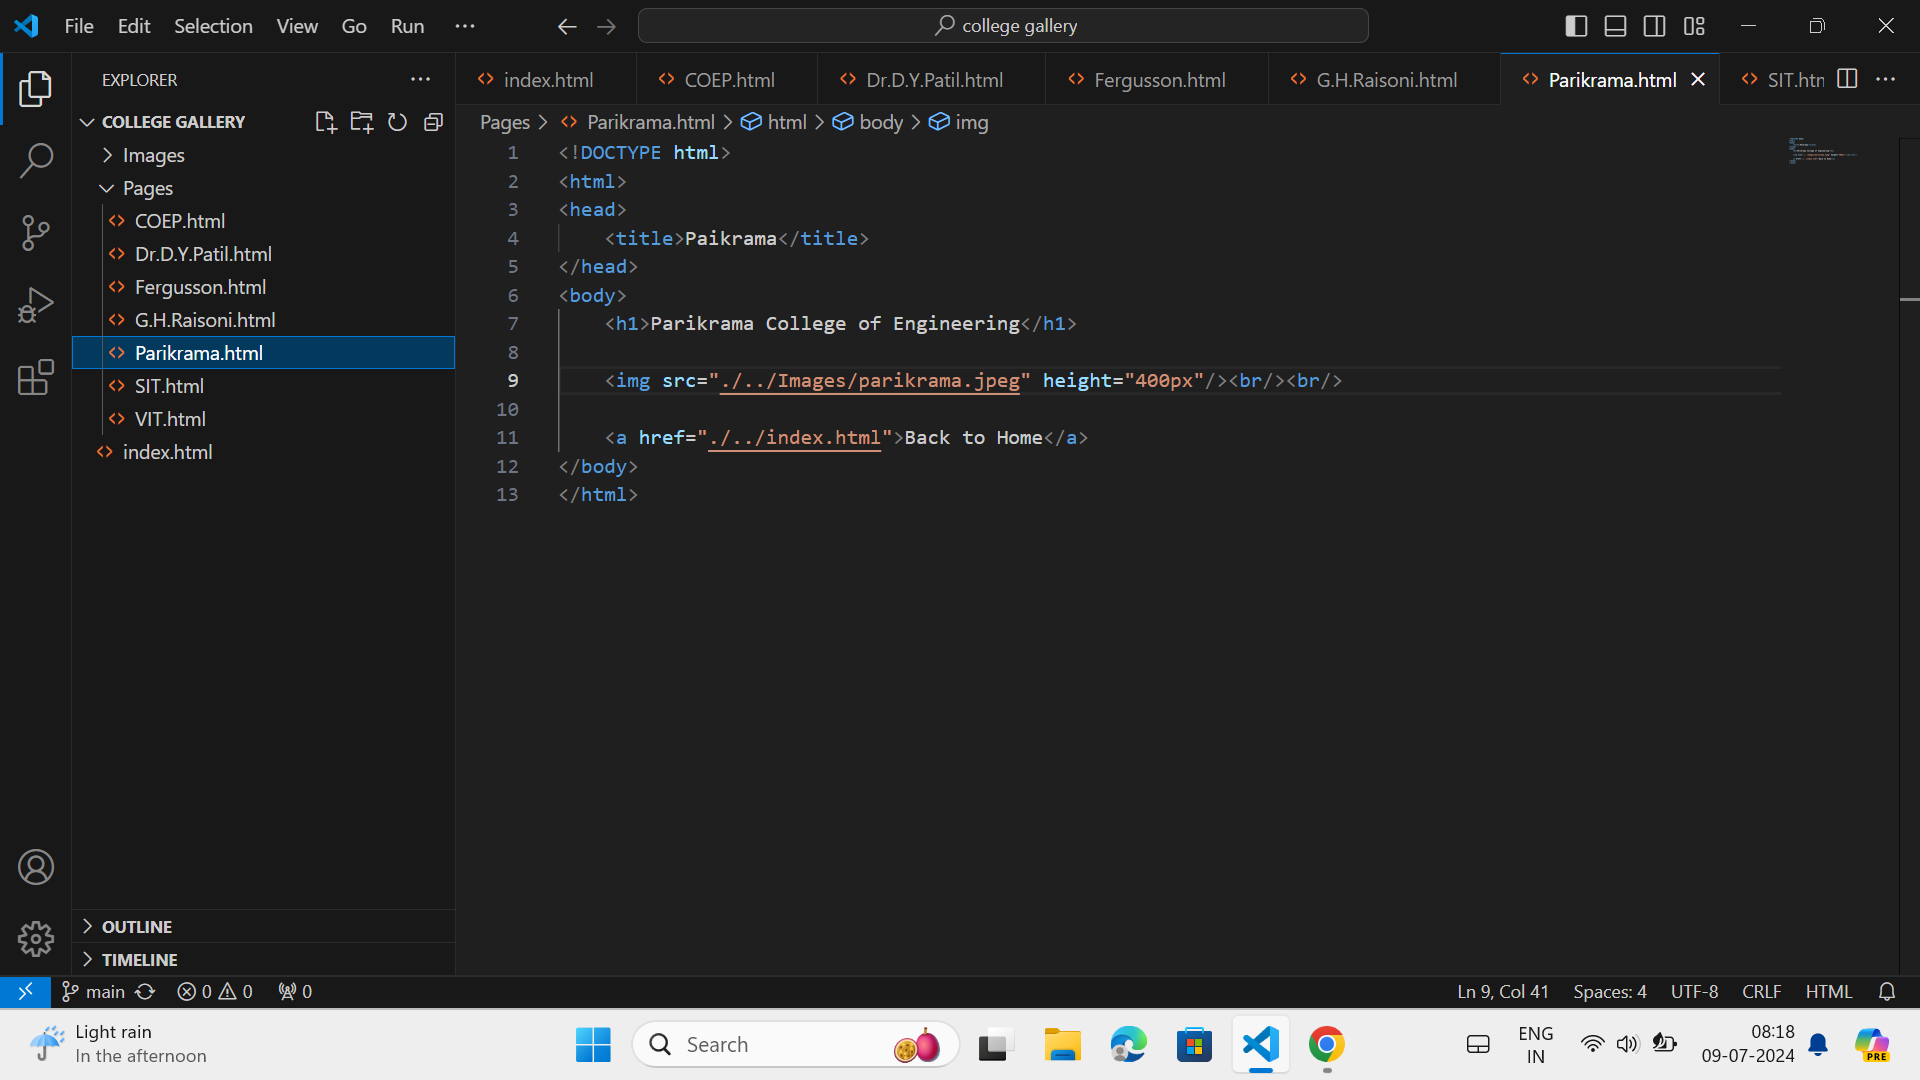 File Edit Selection View Go Run ···
college gallery
EXPLORER ···
COLLEGE GALLERY
Images
Pages
COEP.html
Dr.D.Y.Patil.html
Fergusson.html
G.H.Raisoni.html
Parikrama.html
SIT.html
VIT.html
index.html
OUTLINE
TIMELINE
index.html COEP.html Dr.D.Y.Patil.html Fergusson.html G.H.Raisoni.html Parikrama.html SIT.htm ···
Pages > Parikrama.html > html > body > img
1 <!DOCTYPE html>
2 <html>
3 <head>
4 <title>Paikrama</title>
5 </head>
6 <body>
7 <h1>Parikrama College of Engineering</h1>
8
9 <img src="./../Images/parikrama.jpeg" height="400px"/><br/><br/>
10
11 <a href="./../index.html">Back to Home</a>
12 </body>
13 </html>
main 0 0 0 Ln 9, Col 41 Spaces: 4 UTF-8 CRLF HTML
Light rain
In the afternoon
Search
PRE
ENG
IN
08:18
09-07-2024